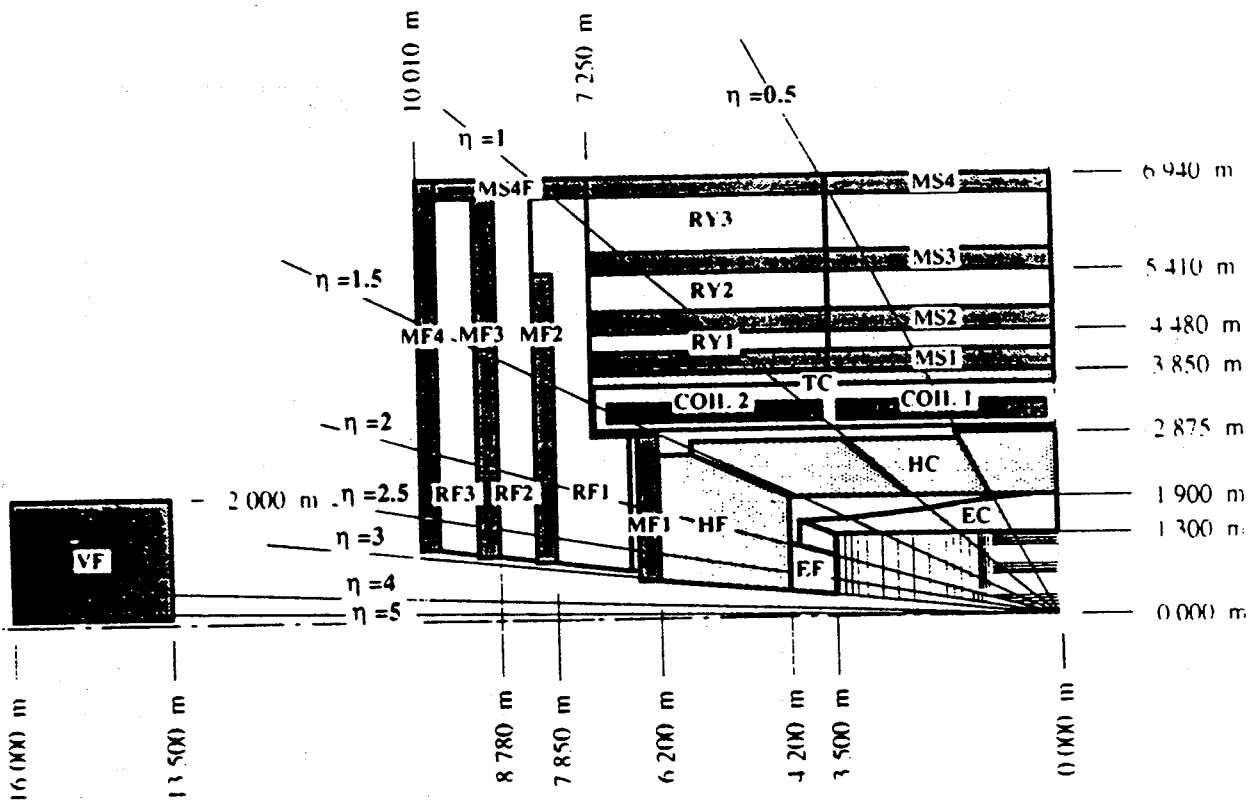 10 010 m
7 250 m
η =0.5
η =1
6 940 m
MS4F
MS4
RY3
η =1.5
MS3
5 410 m
RY2
MS2
4 480 m
MF4
MF3
MF2
RY1
MS1
3 850 m
TC
COIL 2
COIL 1
η =2
2 875 m
HC
2 000 m
η =2.5
RF3
RF2
RF1
1 900 m
MF1
HF
EC
1 300 m
η =3
VF
EF
η =4
η =5
0 000 m
16 000 m
13 500 m
8 780 m
7 850 m
6 200 m
4 200 m
3 500 m
0 000 m